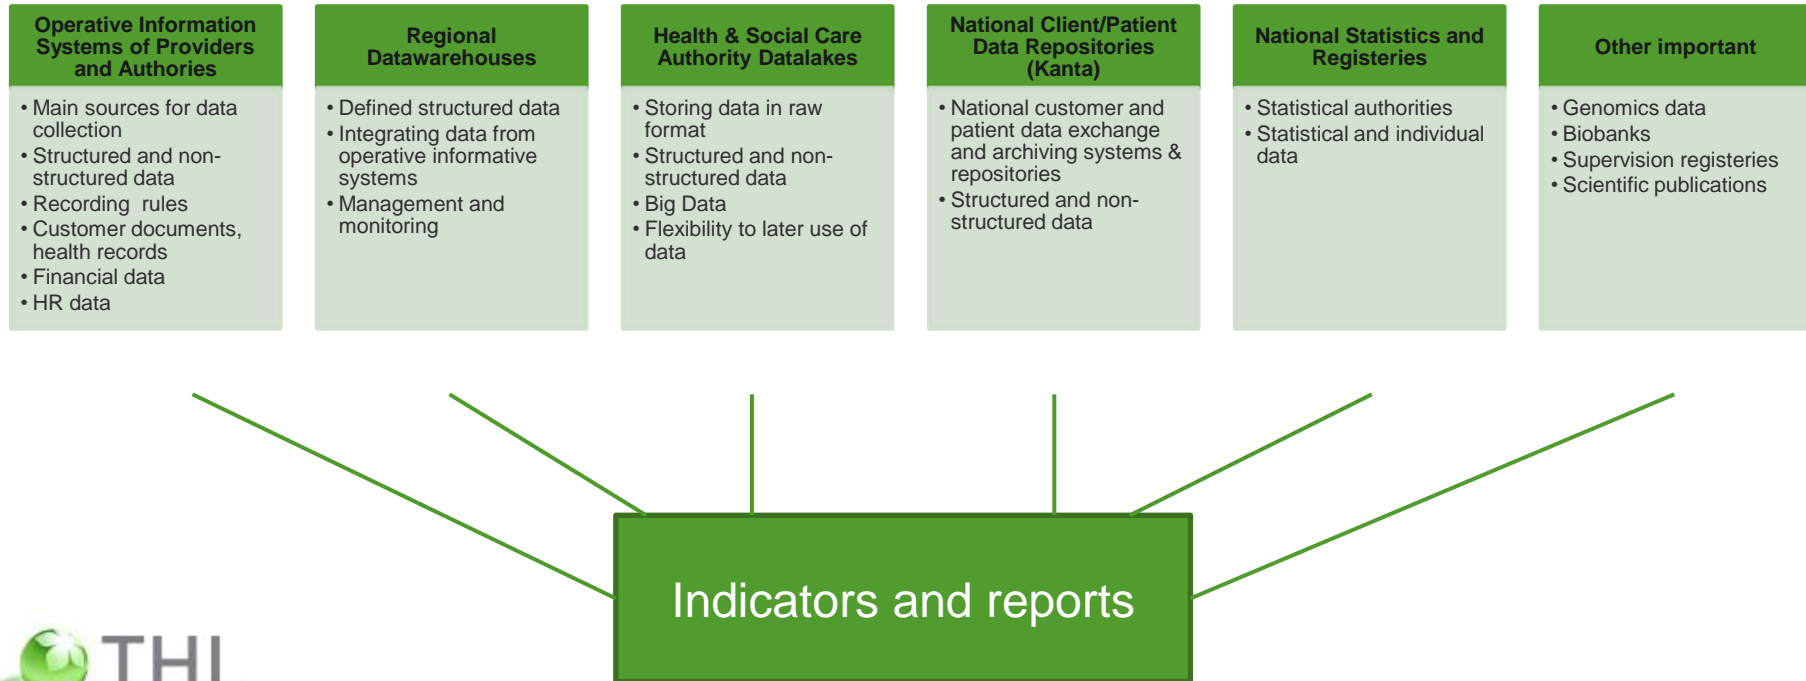 Operative Information
Systems of Providers
and Authories
• Main sources for data
collection
• Structured and non-
structured data
• Recording rules
• Customer documents,
health records
• Financial data
• HR data
Regional
Datawarehouses
• Defined structured data
• Integrating data from
operative informative
systems
• Management and
monitoring
Health & Social Care
Authority Datalakes
• Storing data in raw
format
• Structured and non-
structured data
• Big Data
• Flexibility to later use of
data
National Client/Patient
Data Repositories
(Kanta)
• National customer and
patient data exchange
and archiving systems &
repositories
• Structured and non-
structured data
National Statistics and
Registeries
• Statistical authorities
• Statistical and individual
data
Other important
• Genomics data
• Biobanks
• Supervision registeries
• Scientific publications
Indicators and reports
THL